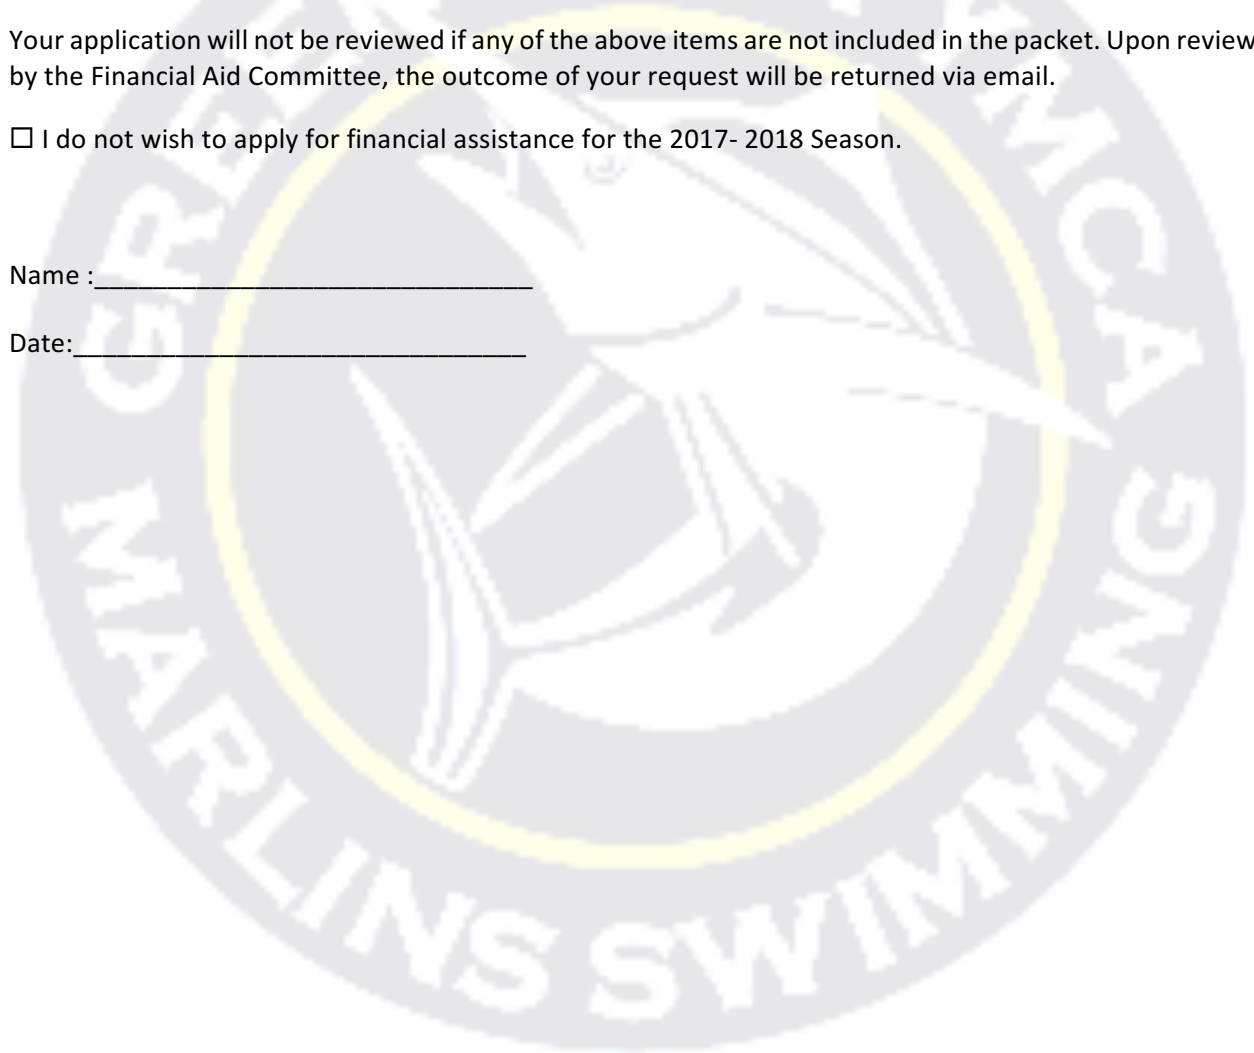 Your application will not be reviewed if any of the above items are not included in the packet. Upon review
by the Financial Aid Committee, the outcome of your request will be returned via email.
☐ I do not wish to apply for financial assistance for the 2017- 2018 Season.
Name :______________________________
Date:_______________________________
YMCA
MARLINS SWIMMING